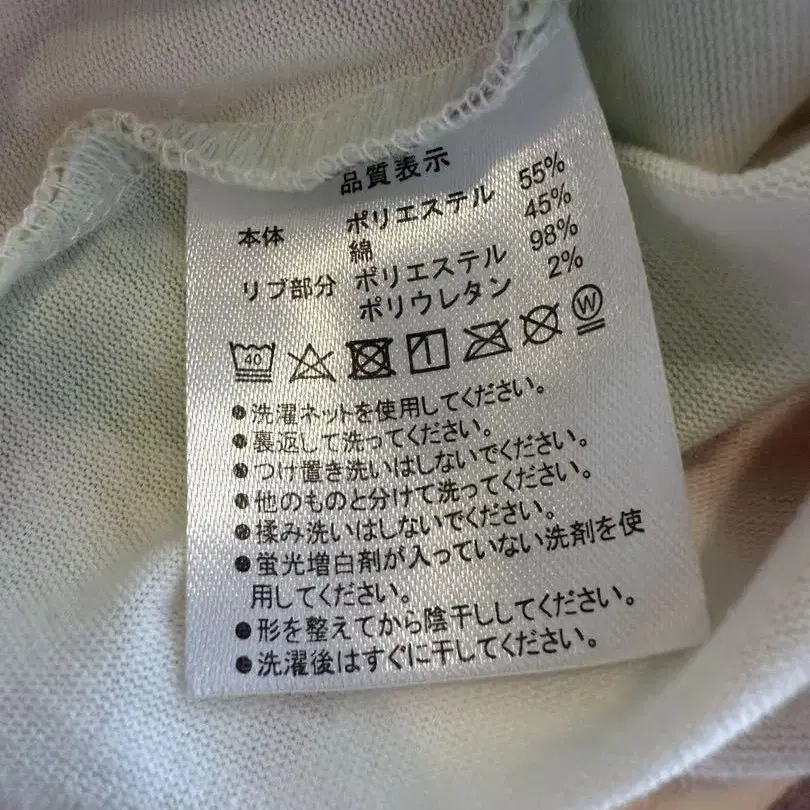 品質表示
本体 ポリエステル 55%
綿 45%
リブ部分 ポリエステル 98%
ポリウレタン 2%
40 W
●洗濯ネットを使用してください。
●裏返して洗ってください。
●つけ置き洗いはしないでください。
●他のものと分けて洗ってください。
●揉み洗いはしないでください。
●蛍光増白剤が入っていない洗剤を使
用してください。
●形を整えてから陰干ししてください。
●洗濯後はすぐに干してください。